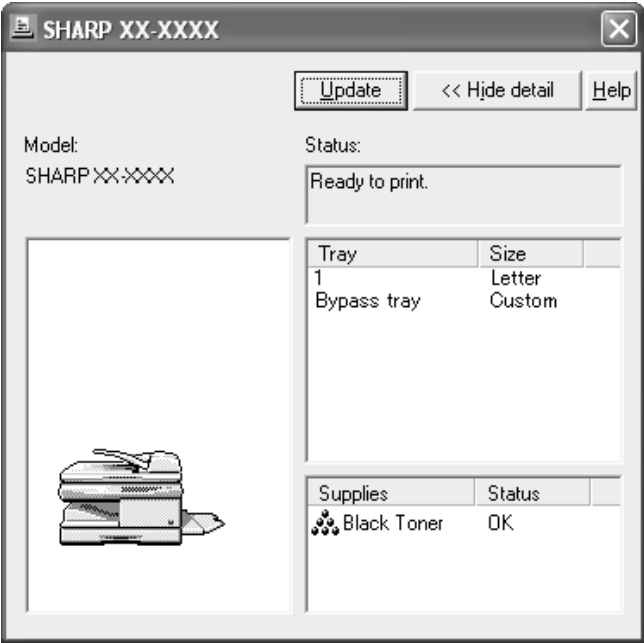 SHARP XX-XXXX
Update << Hide detail Help
Model:
SHARP XX-XXXX
Status:
Ready to print.
Tray Size
1 Letter
Bypass tray Custom
Supplies Status
Black Toner OK